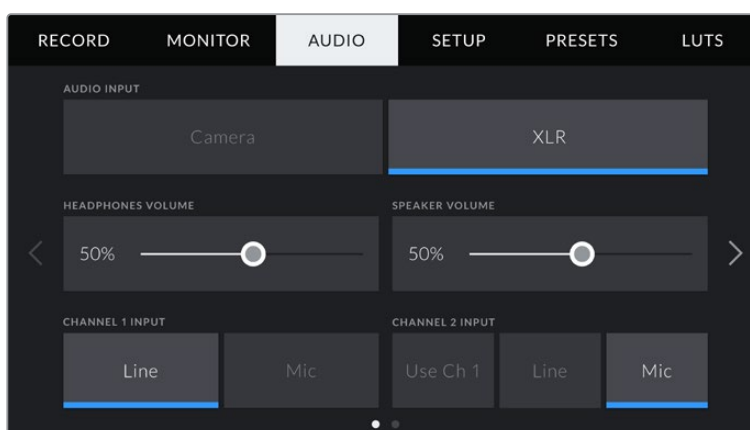 RECORD MONITOR AUDIO SETUP PRESETS LUTS
AUDIO INPUT
Camera XLR
HEADPHONES VOLUME SPEAKER VOLUME
50% 50%
CHANNEL 1 INPUT CHANNEL 2 INPUT
Line Mic Use Ch 1 Line Mic